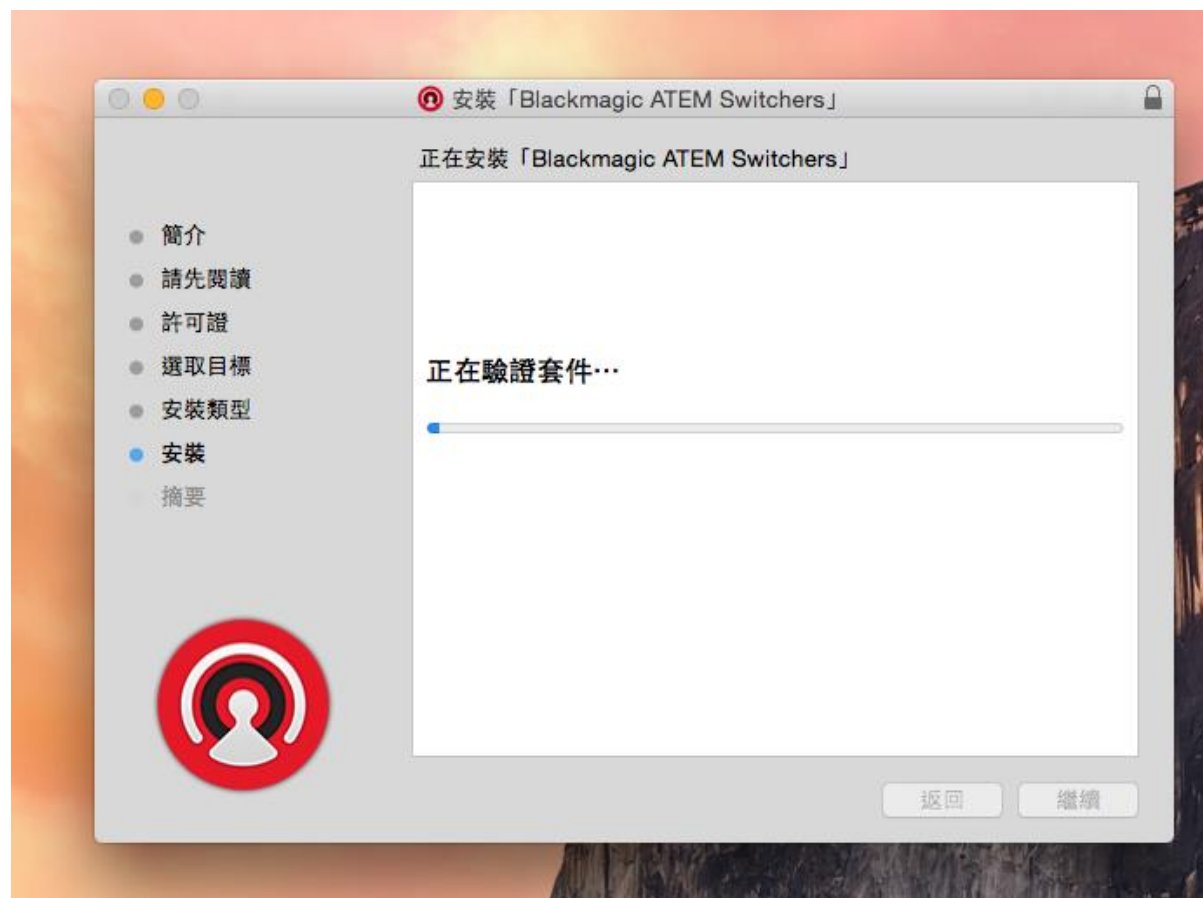 安裝「Blackmagic ATEM Switchers」
正在安裝「Blackmagic ATEM Switchers」
簡介
請先閱讀
許可證
選取目標
安裝類型
安裝
摘要
正在驗證套件⋯
返回
繼續